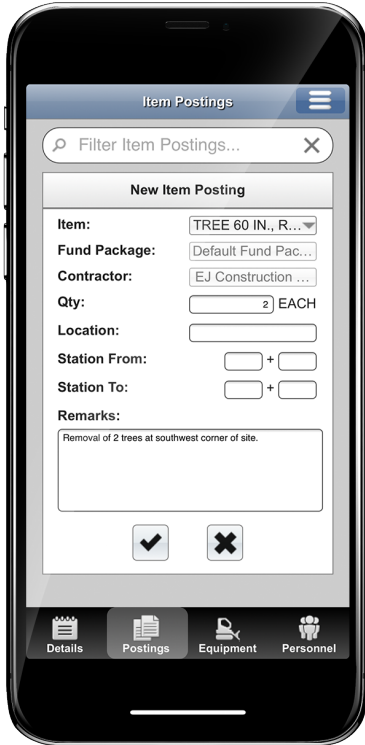 Item Postings
Filter Item Postings...
New Item Posting
Item: TREE 60 IN., R...
Fund Package: Default Fund Pac...
Contractor: EJ Construction ...
Qty: 2 EACH
Location:
Station From: +
Station To: +
Remarks:
Removal of 2 trees at southwest corner of site.
Details Postings Equipment Personnel